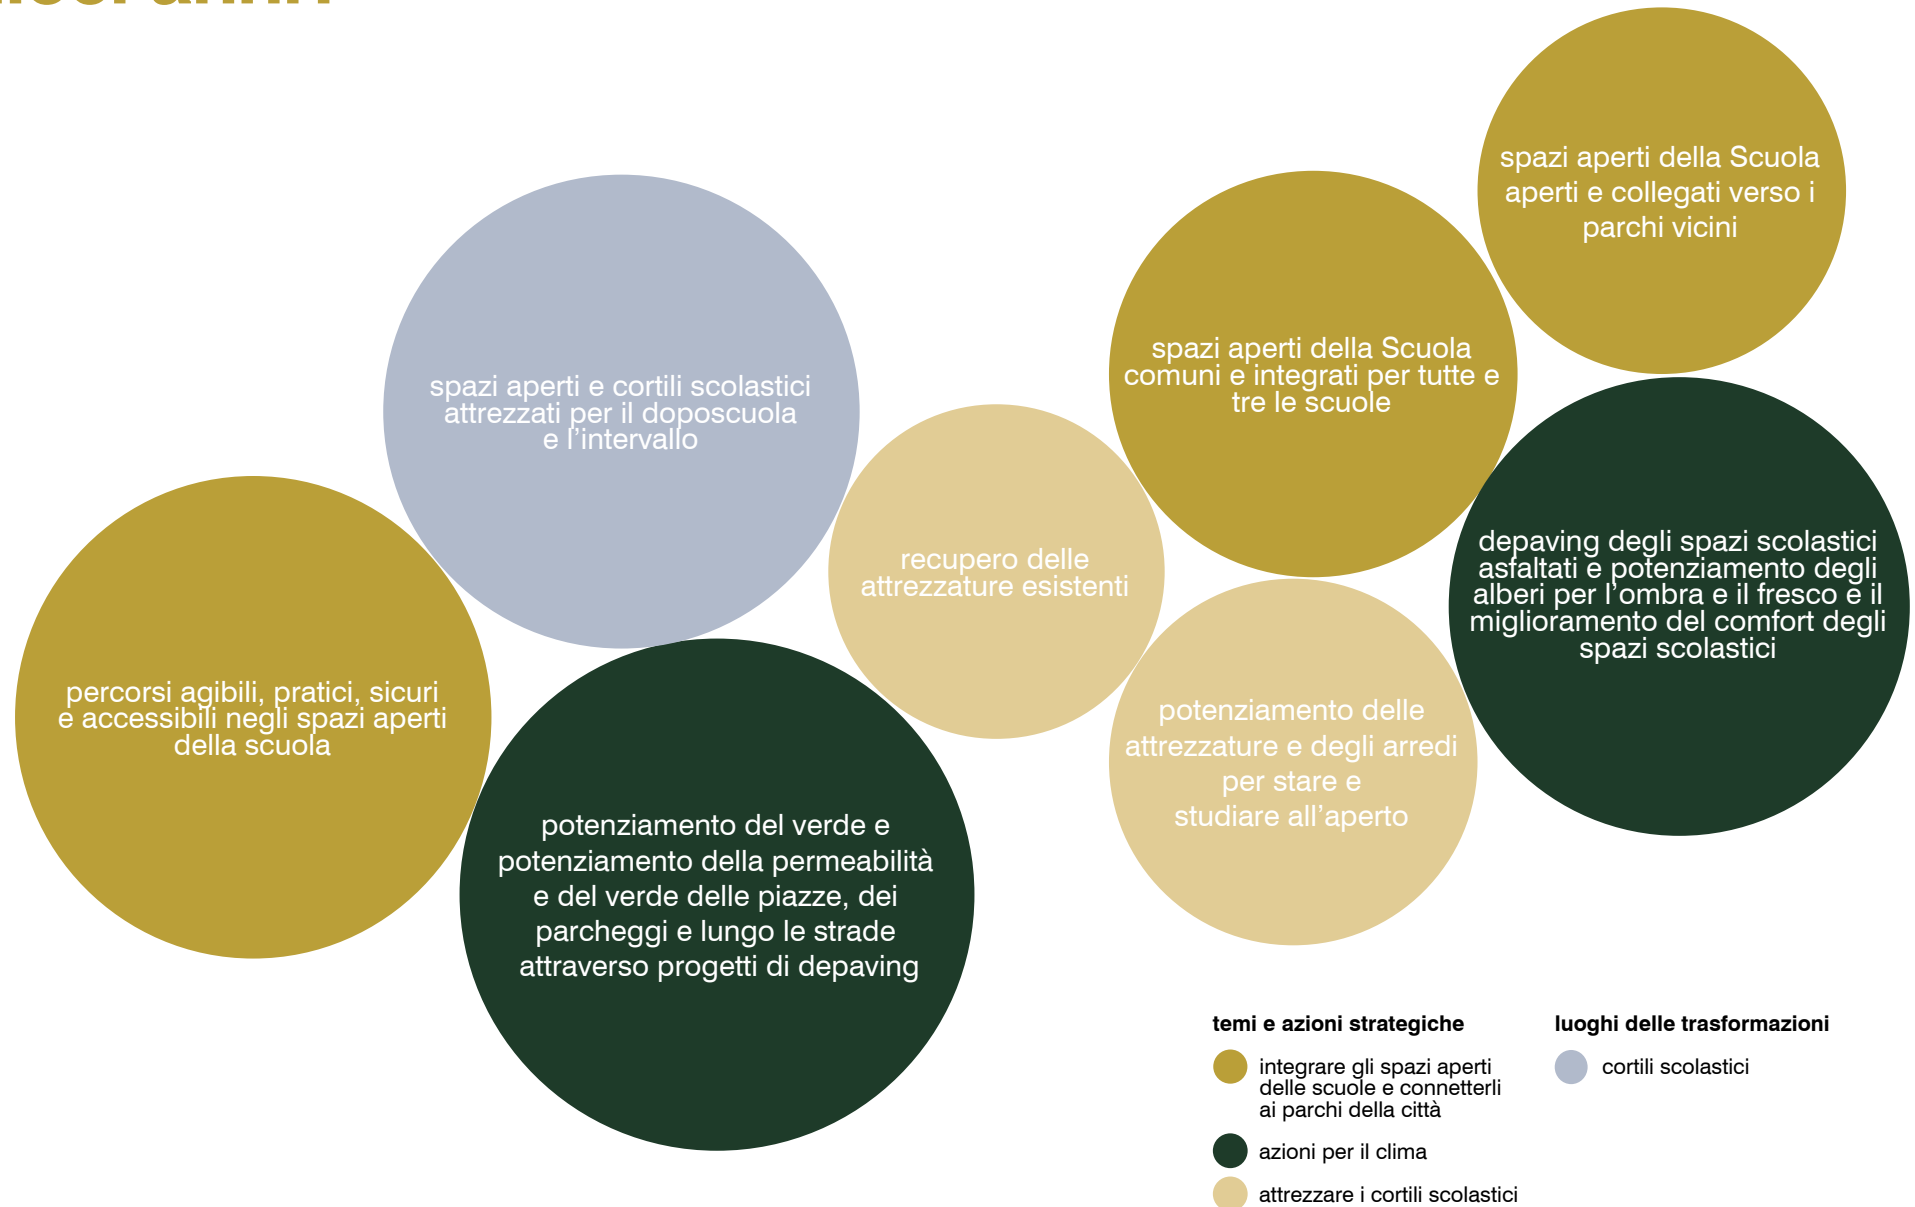 spazi aperti della Scuola
aperti e collegati verso i
parchi vicini
spazi aperti della Scuola
comuni e integrati per tutte e
tre le scuole
spazi aperti e cortili scolastici
attrezzati per il doposcuola
e l'intervallo
recupero delle
attrezzature esistenti
depaving degli spazi scolastici
asfaltati e potenziamento degli
alberi per l'ombra e il fresco e il
miglioramento del comfort degli
spazi scolastici
percorsi agibili, pratici, sicuri
e accessibili negli spazi aperti
della scuola
potenziamento delle
attrezzature e degli arredi
per stare e
studiare all'aperto
potenziamento del verde e
potenziamento della permeabilità
e del verde delle piazze, dei
parcheggi e lungo le strade
attraverso progetti di depaving
temi e azioni strategiche
integrare gli spazi aperti
delle scuole e connetterli
ai parchi della città
azioni per il clima
attrezzare i cortili scolastici
luoghi delle trasformazioni
cortili scolastici